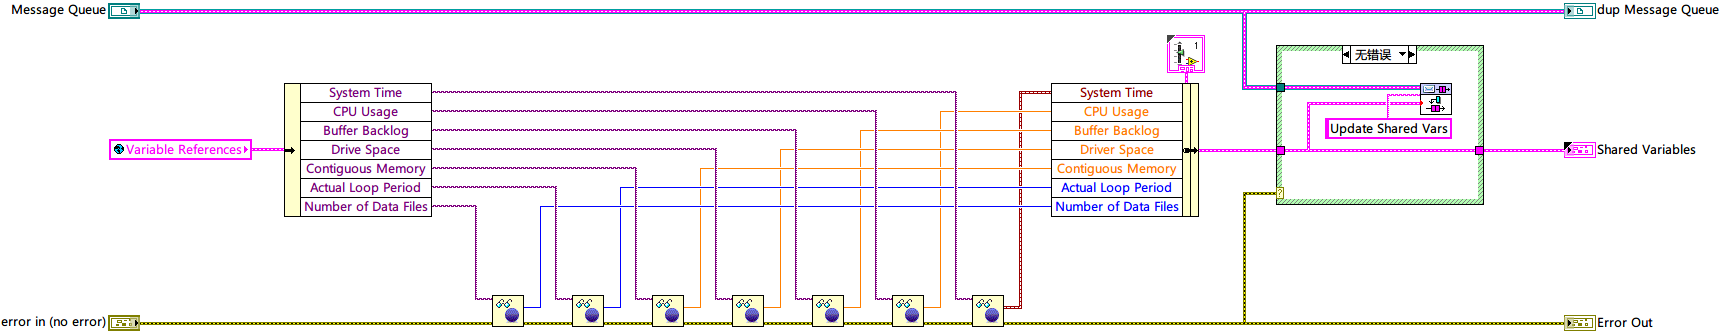 Message Queue
dup Message Queue
1
无错误
System Time
CPU Usage
Buffer Backlog
Drive Space
Contiguous Memory
Actual Loop Period
Number of Data Files
Variable References
System Time
CPU Usage
Buffer Backlog
Driver Space
Contiguous Memory
Actual Loop Period
Number of Data Files
Update Shared Vars
Shared Variables
?
error in (no error)
Error Out